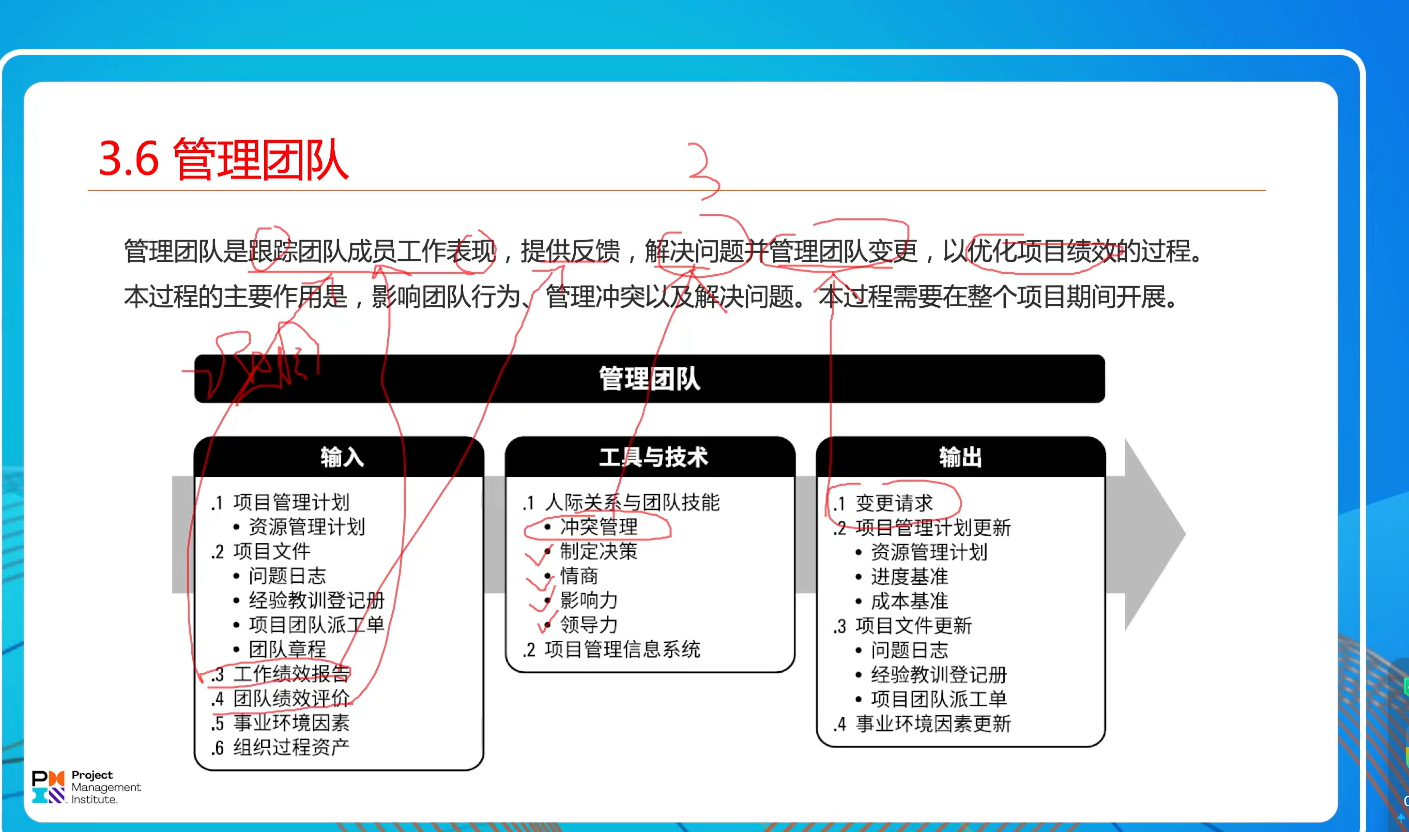 3.6 管理团队
3
管理团队是跟踪团队成员工作表现，提供反馈，解决问题并管理团队变更，以优化项目绩效的过程。
本过程的主要作用是，影响团队行为、管理冲突以及解决问题。本过程需要在整个项目期间开展。
管理团队
输入
.1 项目管理计划
• 资源管理计划
.2 项目文件
• 问题日志
• 经验教训登记册
• 项目团队派工单
• 团队章程
.3 工作绩效报告
.4 团队绩效评价
.5 事业环境因素
.6 组织过程资产
工具与技术
.1 人际关系与团队技能
• 冲突管理
• 制定决策
• 情商
• 影响力
• 领导力
.2 项目管理信息系统
输出
.1 变更请求
.2 项目管理计划更新
• 资源管理计划
• 进度基准
• 成本基准
.3 项目文件更新
• 问题日志
• 经验教训登记册
• 项目团队派工单
.4 事业环境因素更新
Project
Management
Institute.